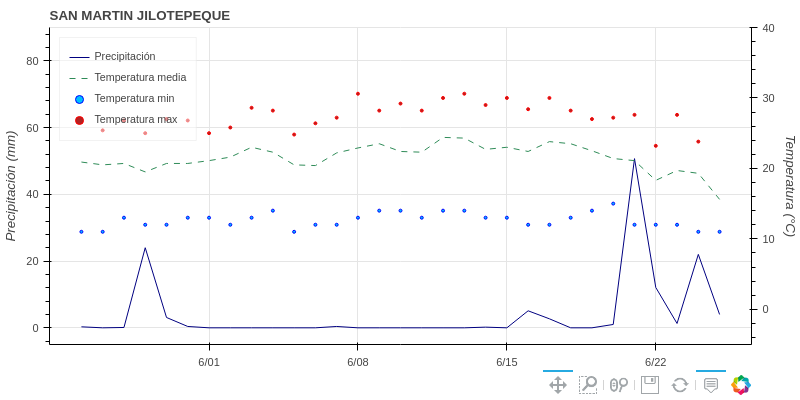 SAN MARTIN JILOTEPEQUE
Precipitación (mm)
80
60
40
20
0
Precipitación
Temperatura media
Temperatura min
Temperatura max
40
30
20
10
0
Temperatura (°C)
6/01
6/08
6/15
6/22